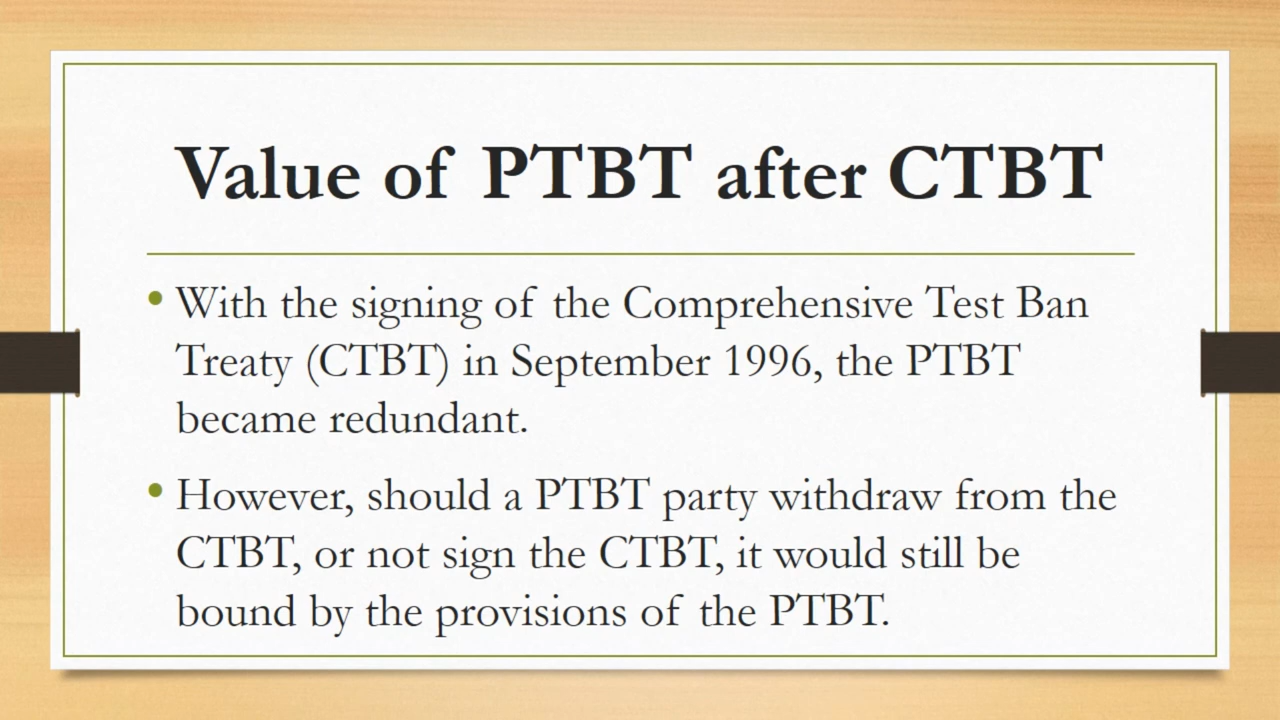 Value of PTBT after CTBT
• With the signing of the Comprehensive Test Ban
Treaty (CTBT) in September 1996, the PTBT
became redundant.
• However, should a PTBT party withdraw from the
CTBT, or not sign the CTBT, it would still be
bound by the provisions of the PTBT.